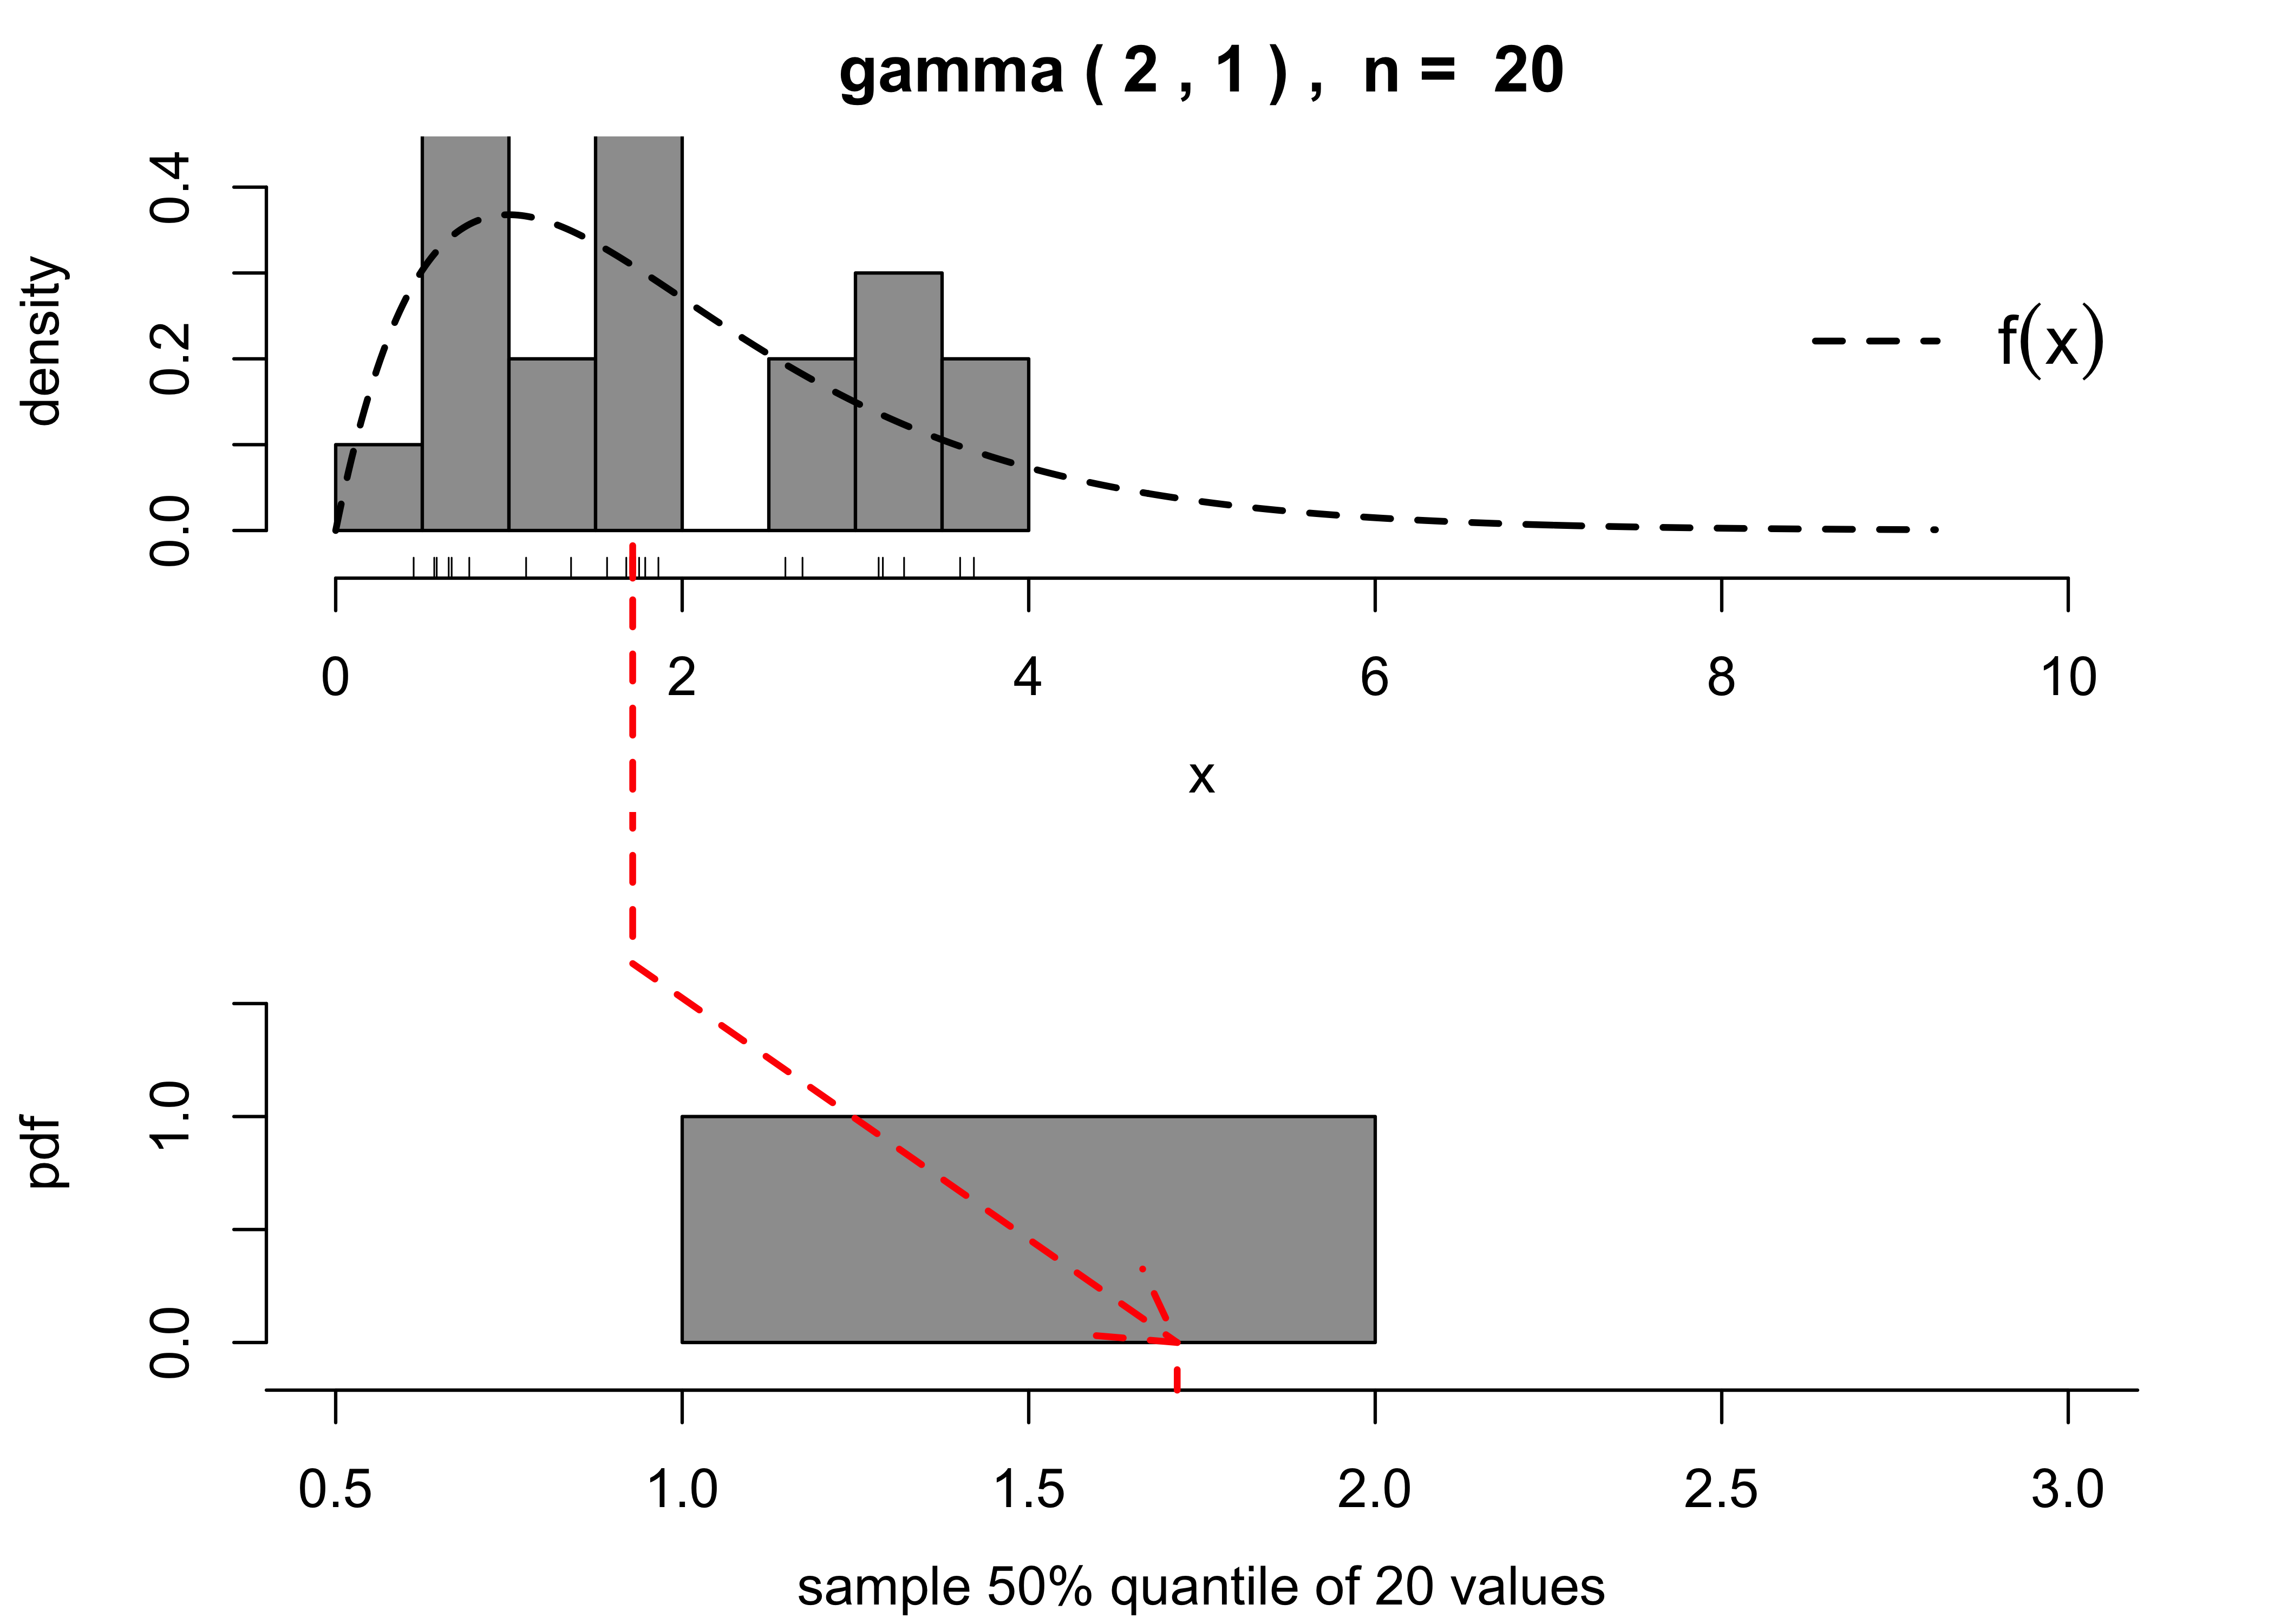 gamma ( 2 , 1 ) , n = 20
density
0.0 0.2 0.4
f(x)
0 2 4 6 8 10
x
pdf
0.0 1.0
0.5 1.0 1.5 2.0 2.5 3.0
sample 50% quantile of 20 values